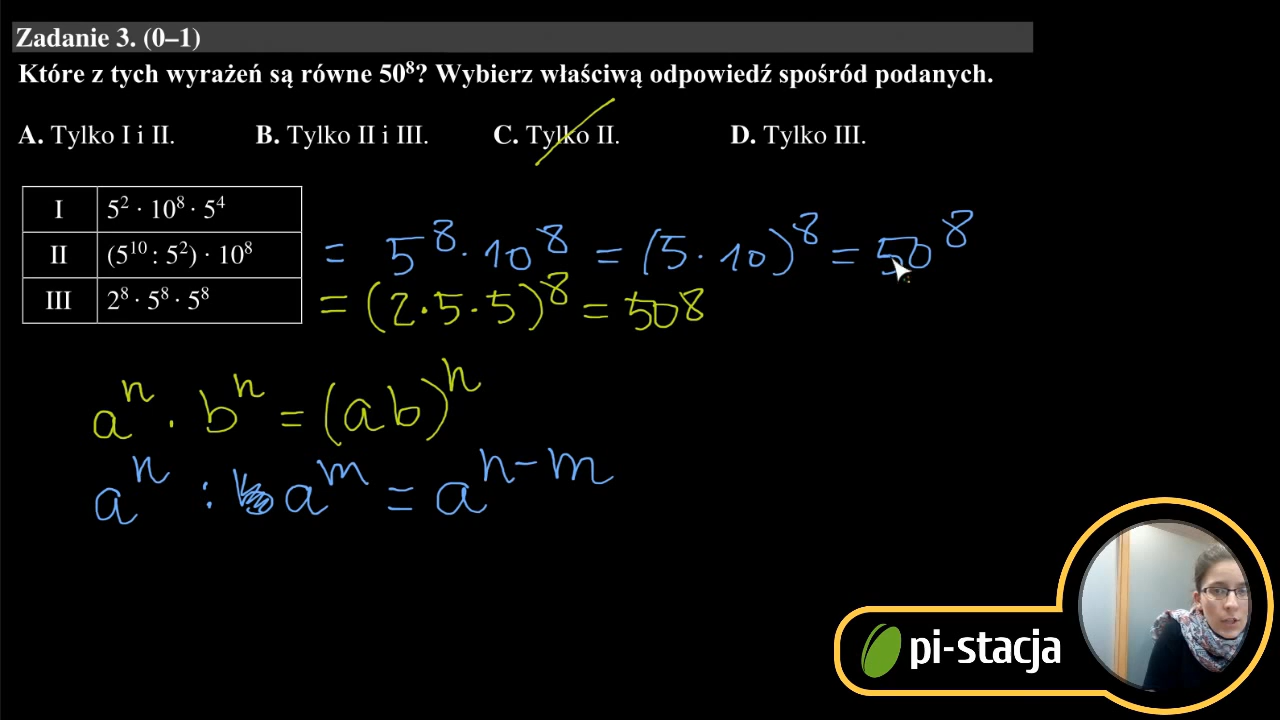 Zadanie 3. (0–1)
Które z tych wyrażeń są równe 50⁸? Wybierz właściwą odpowiedź spośród podanych.
A. Tylko I i II. B. Tylko II i III. C. Tylko II. D. Tylko III.
I 5² · 10⁸ · 5⁴
II (5¹⁰ : 5²) · 10⁸ = 5⁸ · 10⁸ = (5 · 10)⁸ = 50⁸
III 2⁸ · 5⁸ · 5⁸ = (2 · 5 · 5)⁸ = 50⁸
aⁿ · bⁿ = (ab)ⁿ
aⁿ : aᵐ = aⁿ⁻ᵐ
pi-stacja